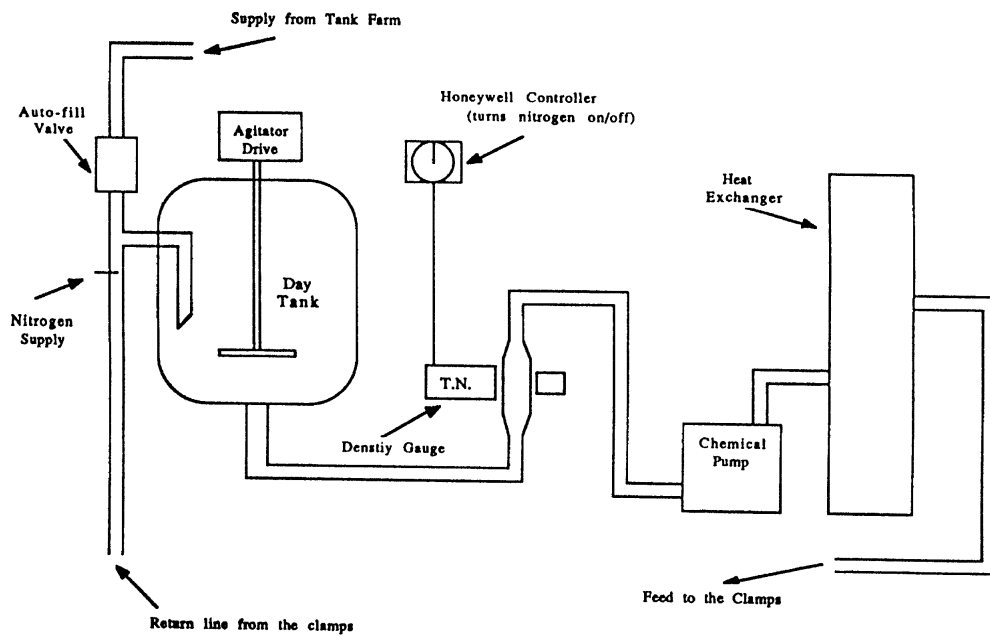 Supply from Tank Farm
Auto-fill
Valve
Agitator
Drive
Honeywell Controller
(turns nitrogen on/off)
Heat
Exchanger
Day
Tank
Nitrogen
Supply
T.N.
Denstiy Gauge
Chemical
Pump
Feed to the Clamps
Return line from the clamps